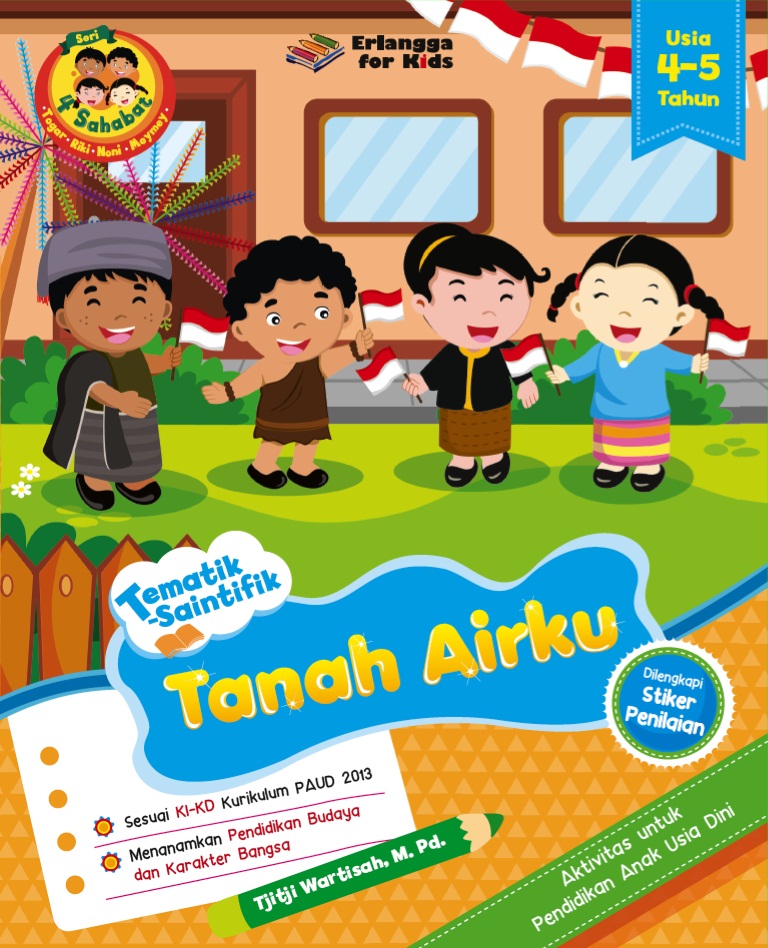 Seri
4 Sahabat
Togar • Riki • Noni • Meymey
Erlangga
for Kids
Usia
4-5
Tahun
Tematik
-Saintifik
Tanah Airku
Dilengkapi
Stiker
Penilaian
Sesuai KI-KD Kurikulum PAUD 2013
Menanamkan Pendidikan Budaya
dan Karakter Bangsa
Tjitji Wartisah, M. Pd.
Aktivitas untuk
Pendidikan Anak Usia Dini